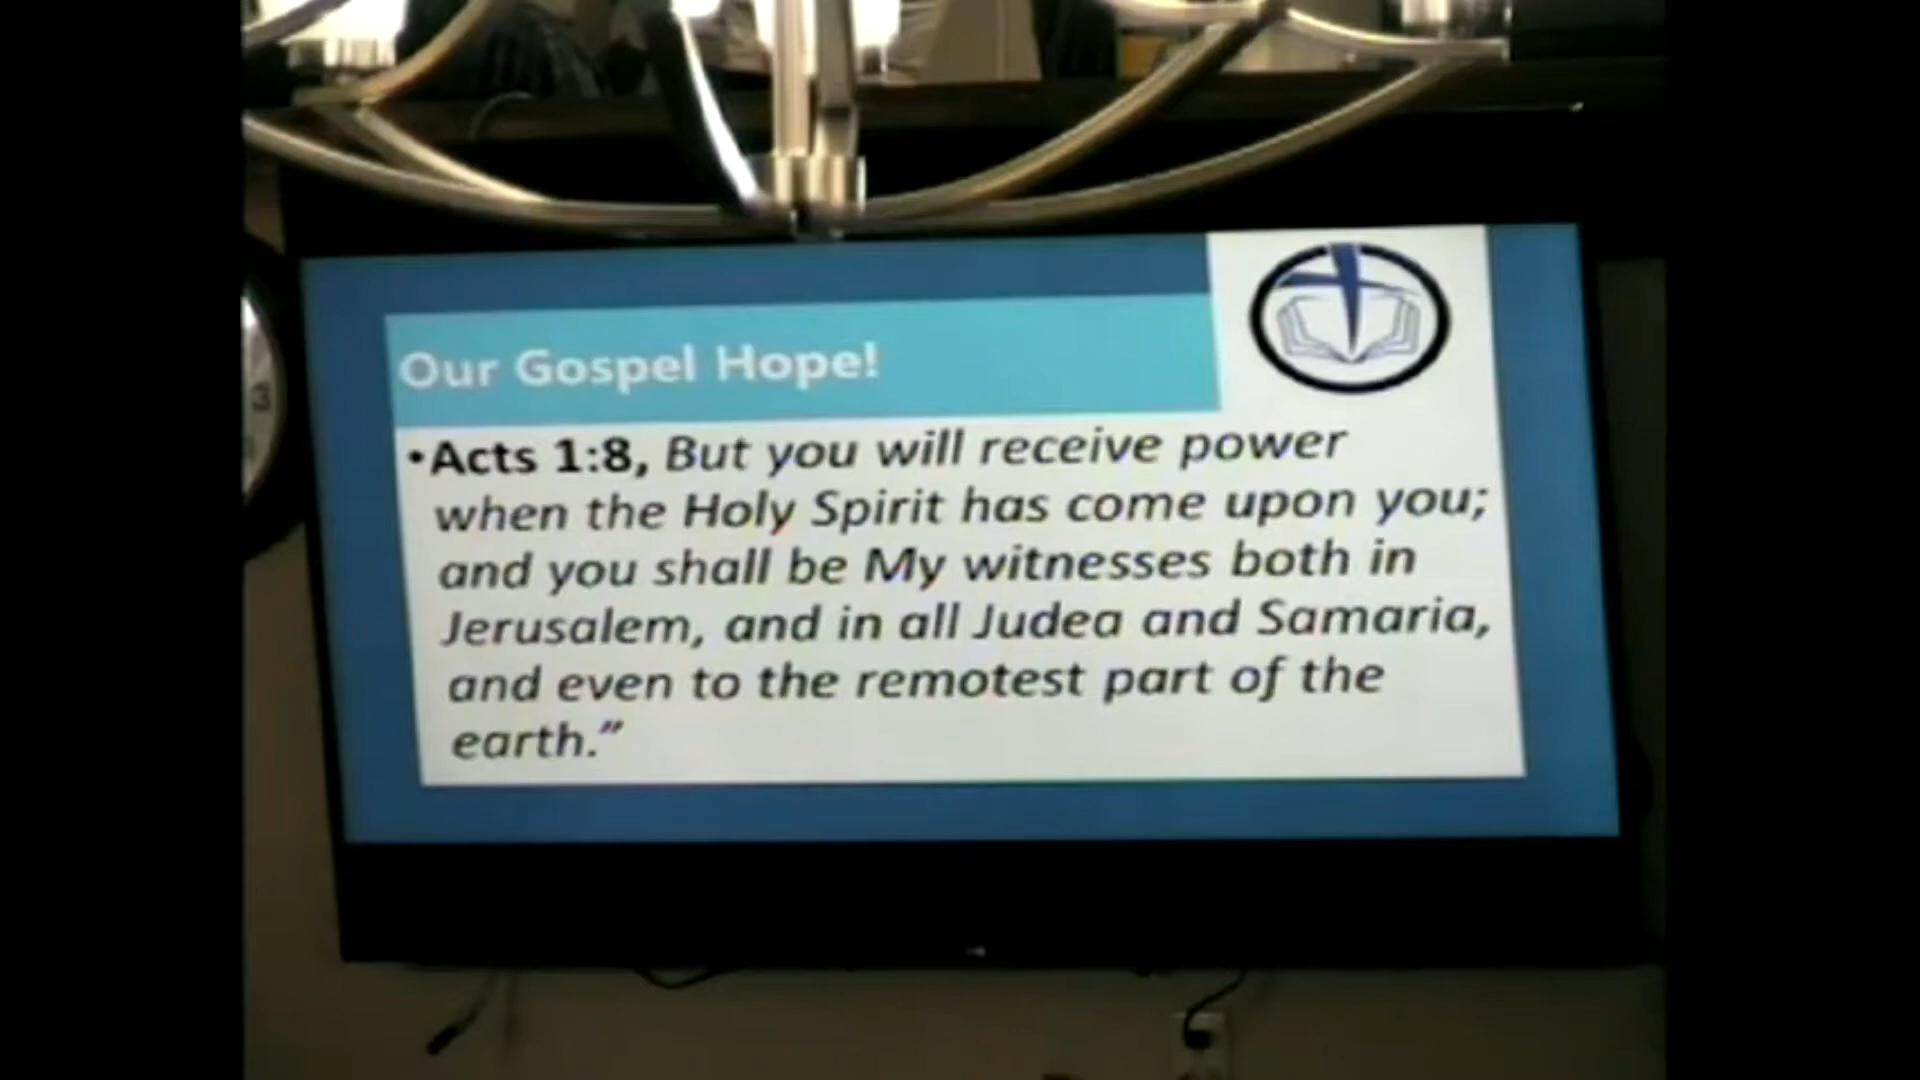 Our Gospel Hope!
•Acts 1:8, But you will receive power
when the Holy Spirit has come upon you;
and you shall be My witnesses both in
Jerusalem, and in all Judea and Samaria,
and even to the remotest part of the
earth.”
3